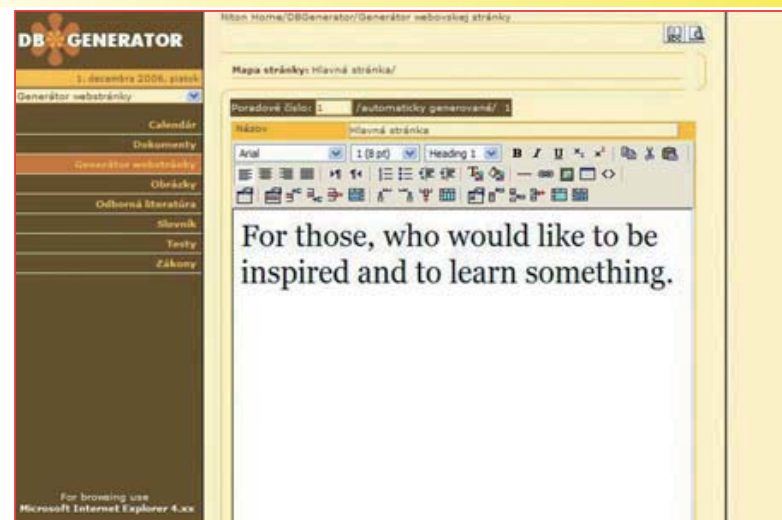 Niton Home/DBGenerator/Generátor webovskej stránky
DB GENERATOR
1. decembra 2006, piatok
Generátor webstránky
Calendár
Dokumenty
Generátor webstránky
Obrázky
Odborná literatúra
Slovník
Testy
Zákony
For browsing use
Microsoft Internet Explorer 4.xx
Mapa stránky: Hlavná stránka/
Poradové číslo: 1 /automaticky generované/ 1
Názov Hlavná stránka
Arial 1 (8 pt) Heading 1 B I U
For those, who would like to be
inspired and to learn something.